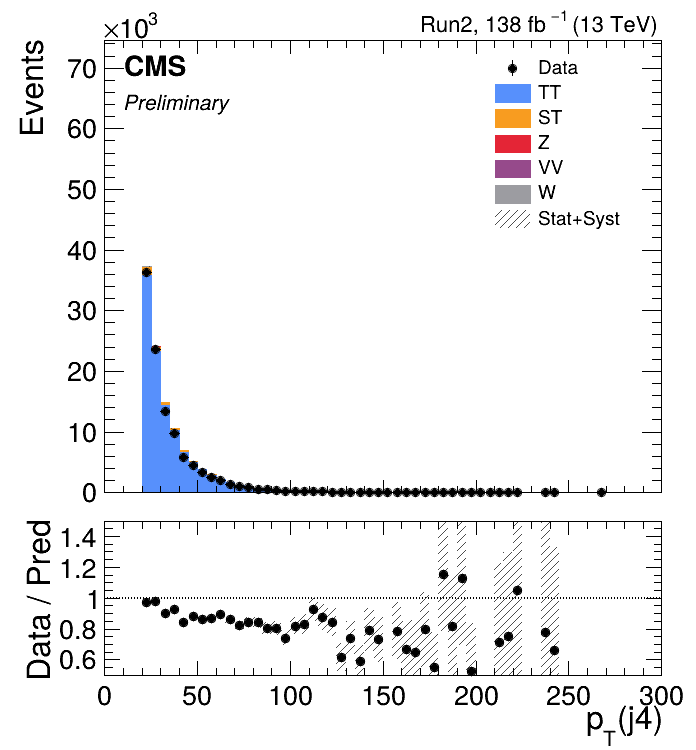 ×10³
Run2, 138 fb⁻¹ (13 TeV)
CMS
Preliminary
Events
70
60
50
40
30
20
10
0
Data
TT
ST
Z
VV
W
Stat+Syst
Data / Pred
1.4
1.2
1
0.8
0.6
0 50 100 150 200 250 300
p_T(j4)